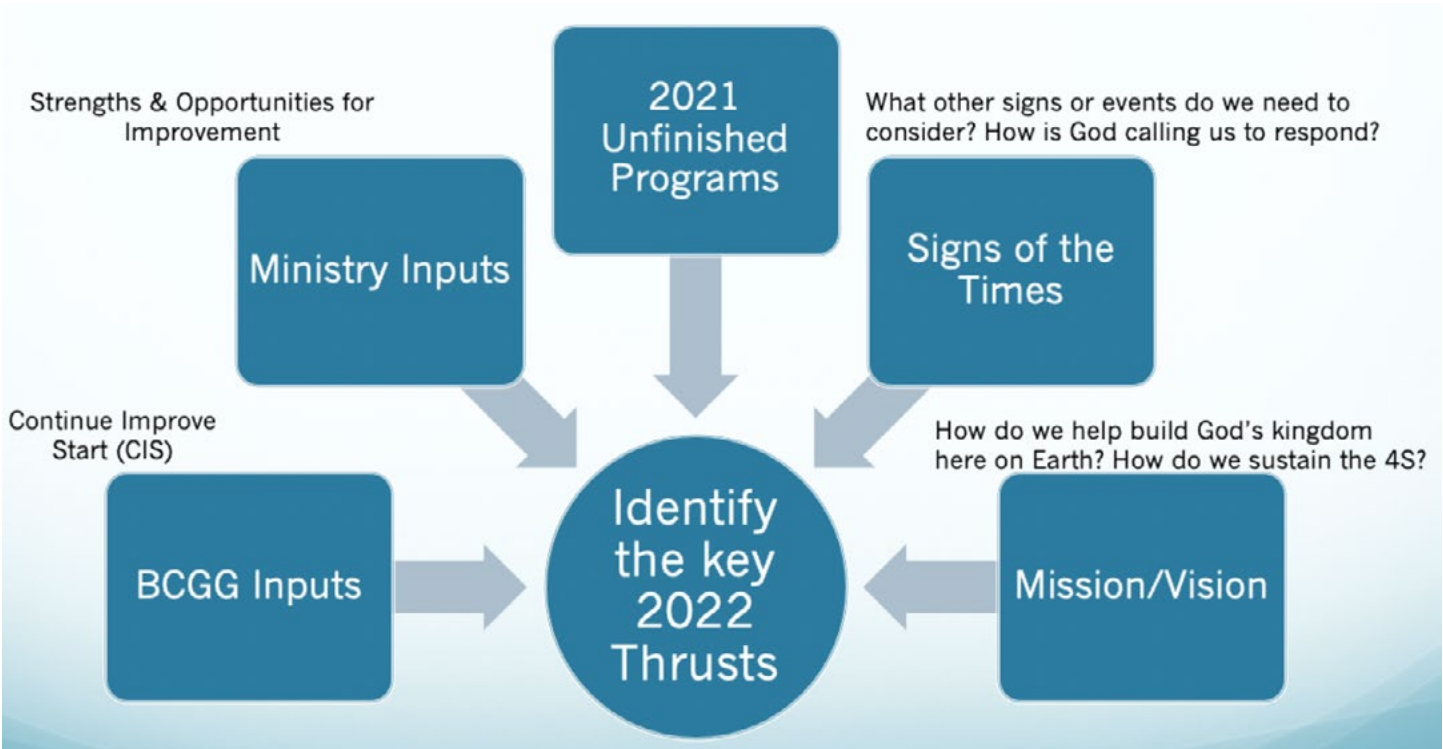 Strengths & Opportunities for
Improvement
Ministry Inputs
2021
Unfinished
Programs
What other signs or events do we need to
consider? How is God calling us to respond?
Signs of the
Times
Continue Improve
Start (CIS)
BCGG Inputs
Identify
the key
2022
Thrusts
How do we help build God's kingdom
here on Earth? How do we sustain the 4S?
Mission/Vision